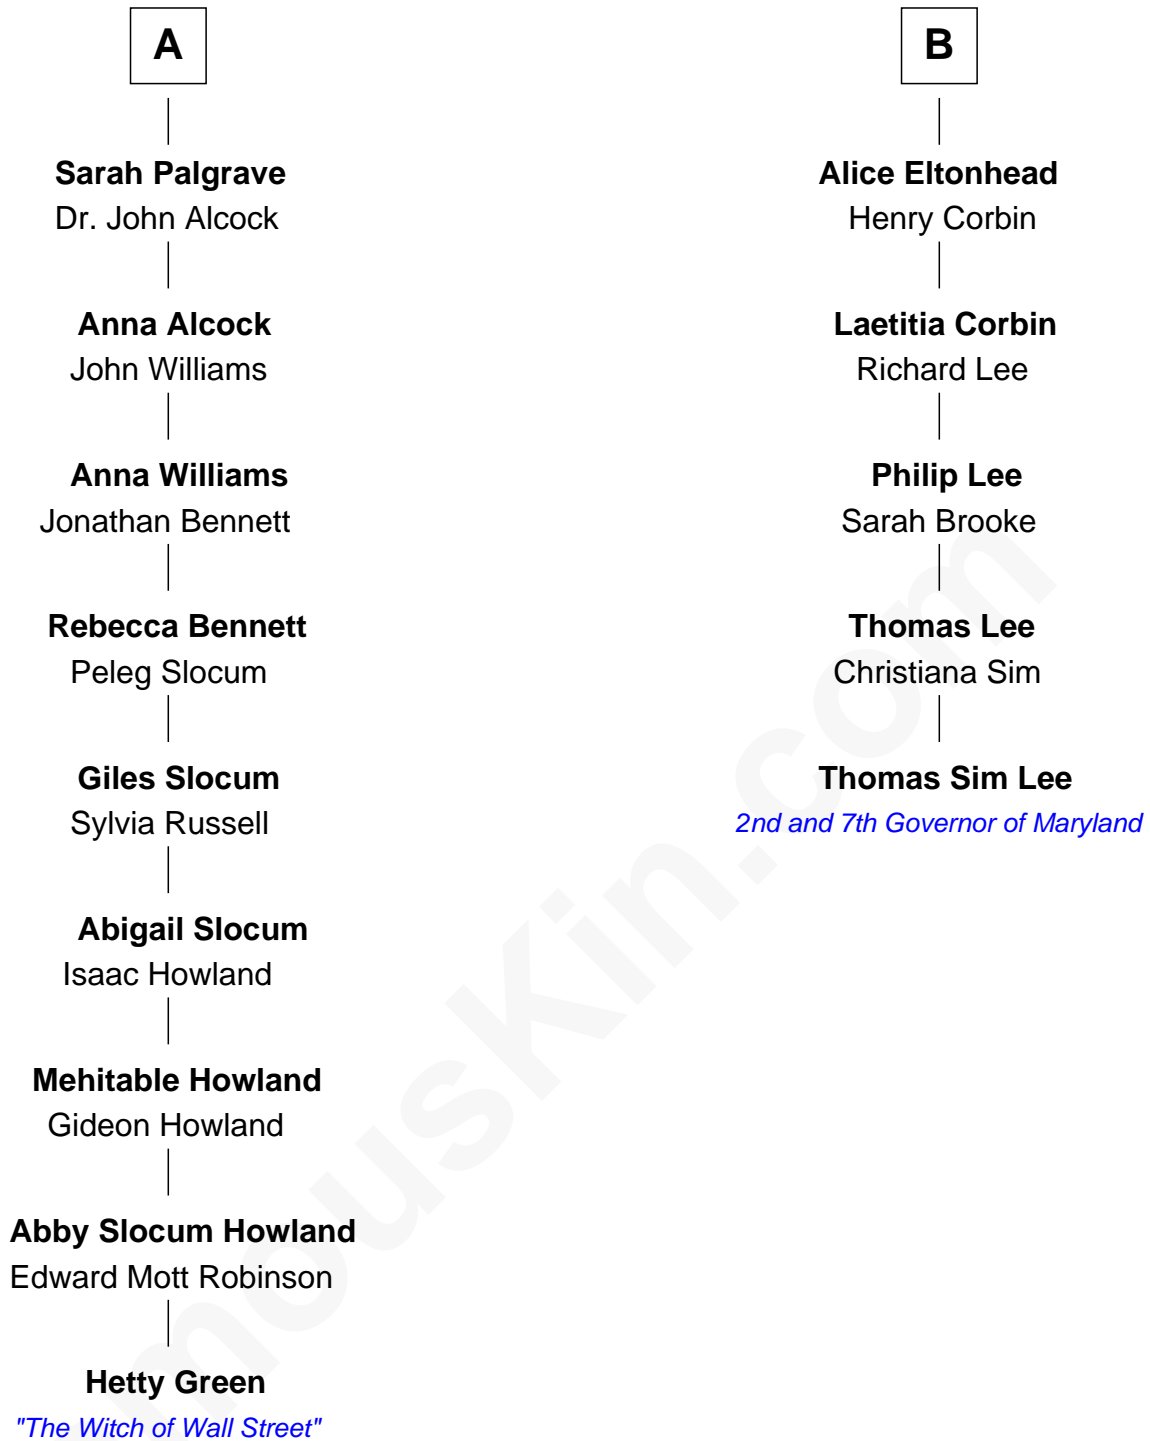 A
Sarah Palgrave
Dr. John Alcock
Anna Alcock
John Williams
Anna Williams
Jonathan Bennett
Rebecca Bennett
Peleg Slocum
Giles Slocum
Sylvia Russell
Abigail Slocum
Isaac Howland
Mehitable Howland
Gideon Howland
Abby Slocum Howland
Edward Mott Robinson
Hetty Green
"The Witch of Wall Street"
B
Alice Eltonhead
Henry Corbin
Laetitia Corbin
Richard Lee
Philip Lee
Sarah Brooke
Thomas Lee
Christiana Sim
Thomas Sim Lee
2nd and 7th Governor of Maryland
mouskin.com